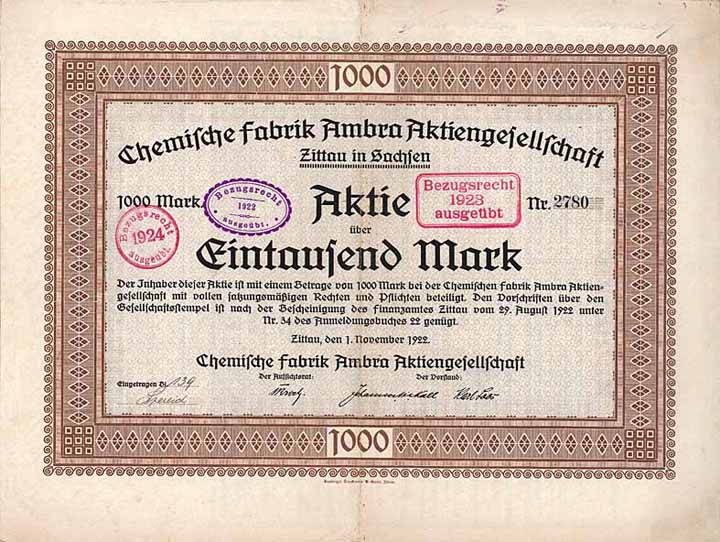 1000
Chemische Fabrik Ambra Aktiengesellschaft
Zittau in Sachsen
1000 Mark.
Bezugsrecht
1922
ausgeübt.
Aktie
Bezugsrecht
1923
ausgeübt
Nr. 2780
Bezugsrecht
1924
ausgeübt.
über
Eintausend Mark
Der Inhaber dieser Aktie ist mit einem Betrage von 1000 Mark bei der Chemischen Fabrik Ambra Aktien-
gesellschaft mit vollen satzungsmäßigen Rechten und Pflichten beteiligt. Den Vorschriften über den
Gesellschaftsstempel ist nach der Bescheinigung des Finanzamtes Zittau vom 29. August 1922 unter
Nr. 34 des Anmeldungsbuches 22 genügt.
Zittau, den 1. November 1922.
Chemische Fabrik Ambra Aktiengesellschaft
Der Aufsichtsrat:
Der Vorstand:
Eingetragen Bl. 139
1000